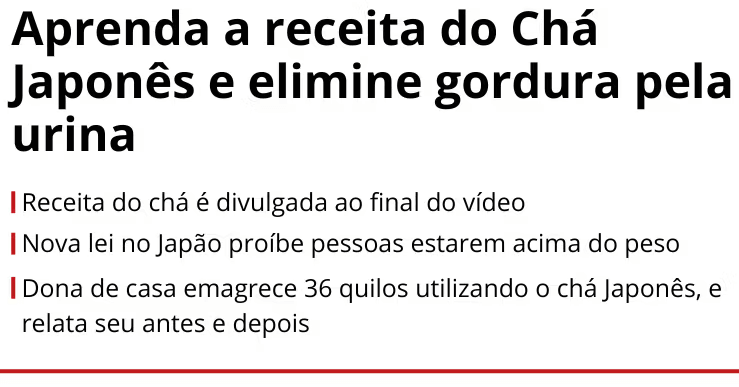 Aprenda a receita do Chá
Japonês e elimine gordura pela
urina
Receita do chá é divulgada ao final do vídeo
Nova lei no Japão proíbe pessoas estarem acima do peso
Dona de casa emagrece 36 quilos utilizando o chá Japonês, e
relata seu antes e depois